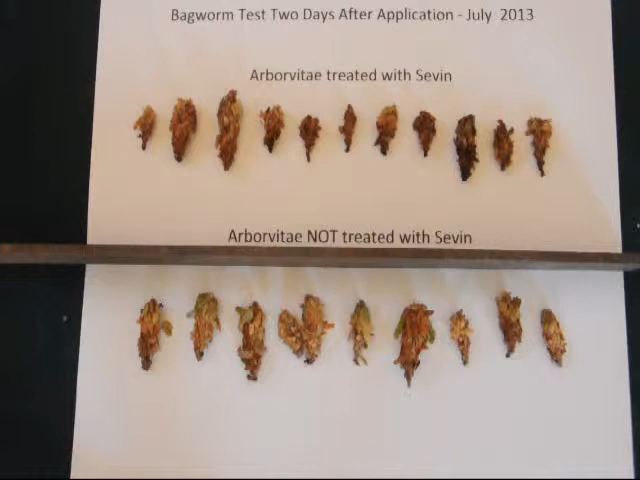 Bagworm Test Two Days After Application - July 2013
Arborvitae treated with Sevin
Arborvitae NOT treated with Sevin